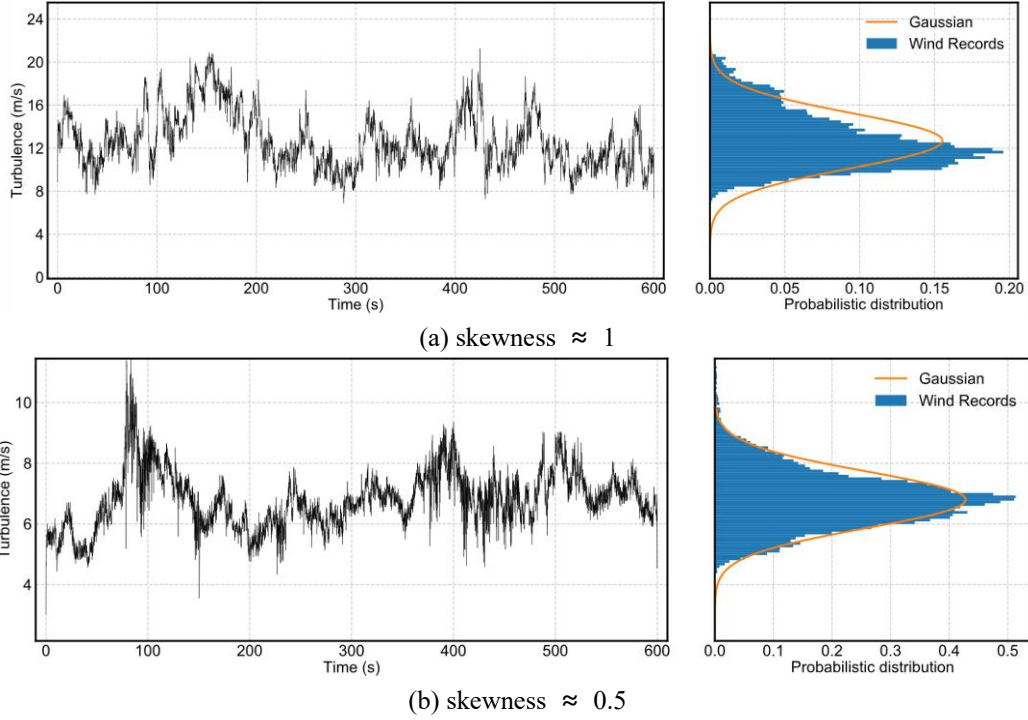 24
20
16
12
8
4
0
Turbulence (m/s)
0 100 200 300 400 500 600
Time (s)
Gaussian
Wind Records
0.00 0.05 0.10 0.15 0.20
Probabilistic distribution
(a) skewness ≈ 1
10
8
6
4
Turbulence (m/s)
0 100 200 300 400 500 600
Time (s)
Gaussian
Wind Records
0.0 0.1 0.2 0.3 0.4 0.5
Probabilistic distribution
(b) skewness ≈ 0.5